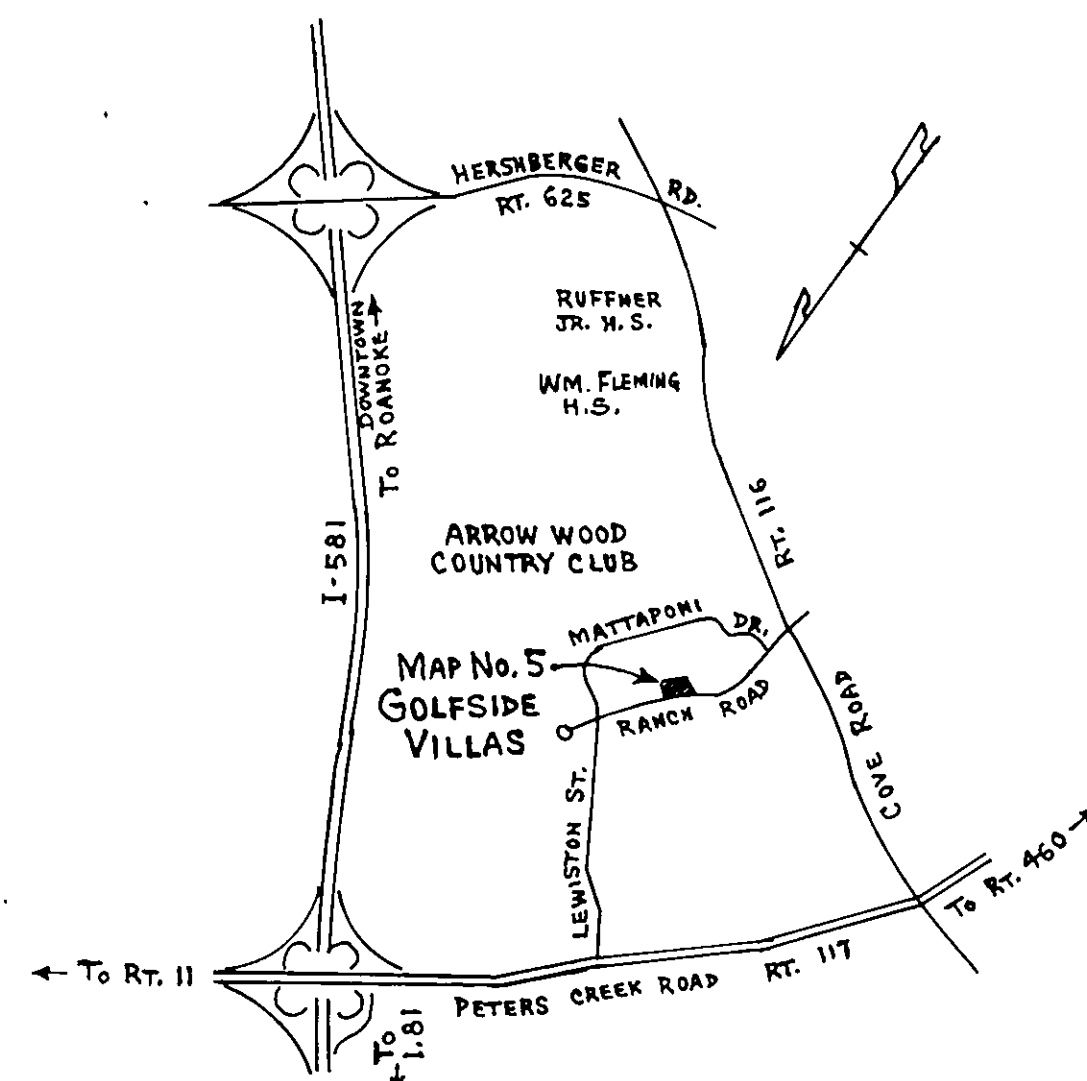 HERSHBERGER
RD.
RT. 625
RUFFNER
JR. H.S.
WM. FLEMING
H.S.
DOWNTOWN
TO ROANOKE →
I-581
RT. 116
ARROW WOOD
COUNTRY CLUB
MATTAPONI DR.
MAP NO. 5
GOLFSIDE
VILLAS
RANCH ROAD
COVE ROAD
LEWISTON ST.
TO RT. 460 →
← TO RT. 11
PETERS CREEK ROAD RT. 117
TO
← I.81